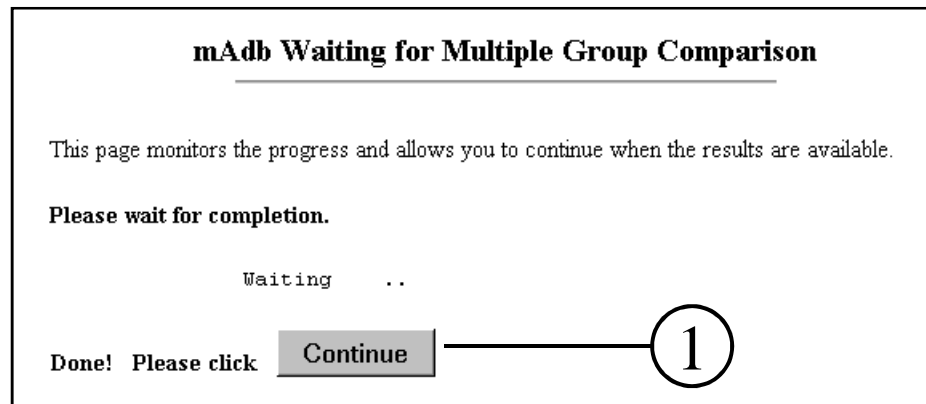 mAdb Waiting for Multiple Group Comparison
This page monitors the progress and allows you to continue when the results are available.
Please wait for completion.
Waiting ..
Done! Please click Continue 1